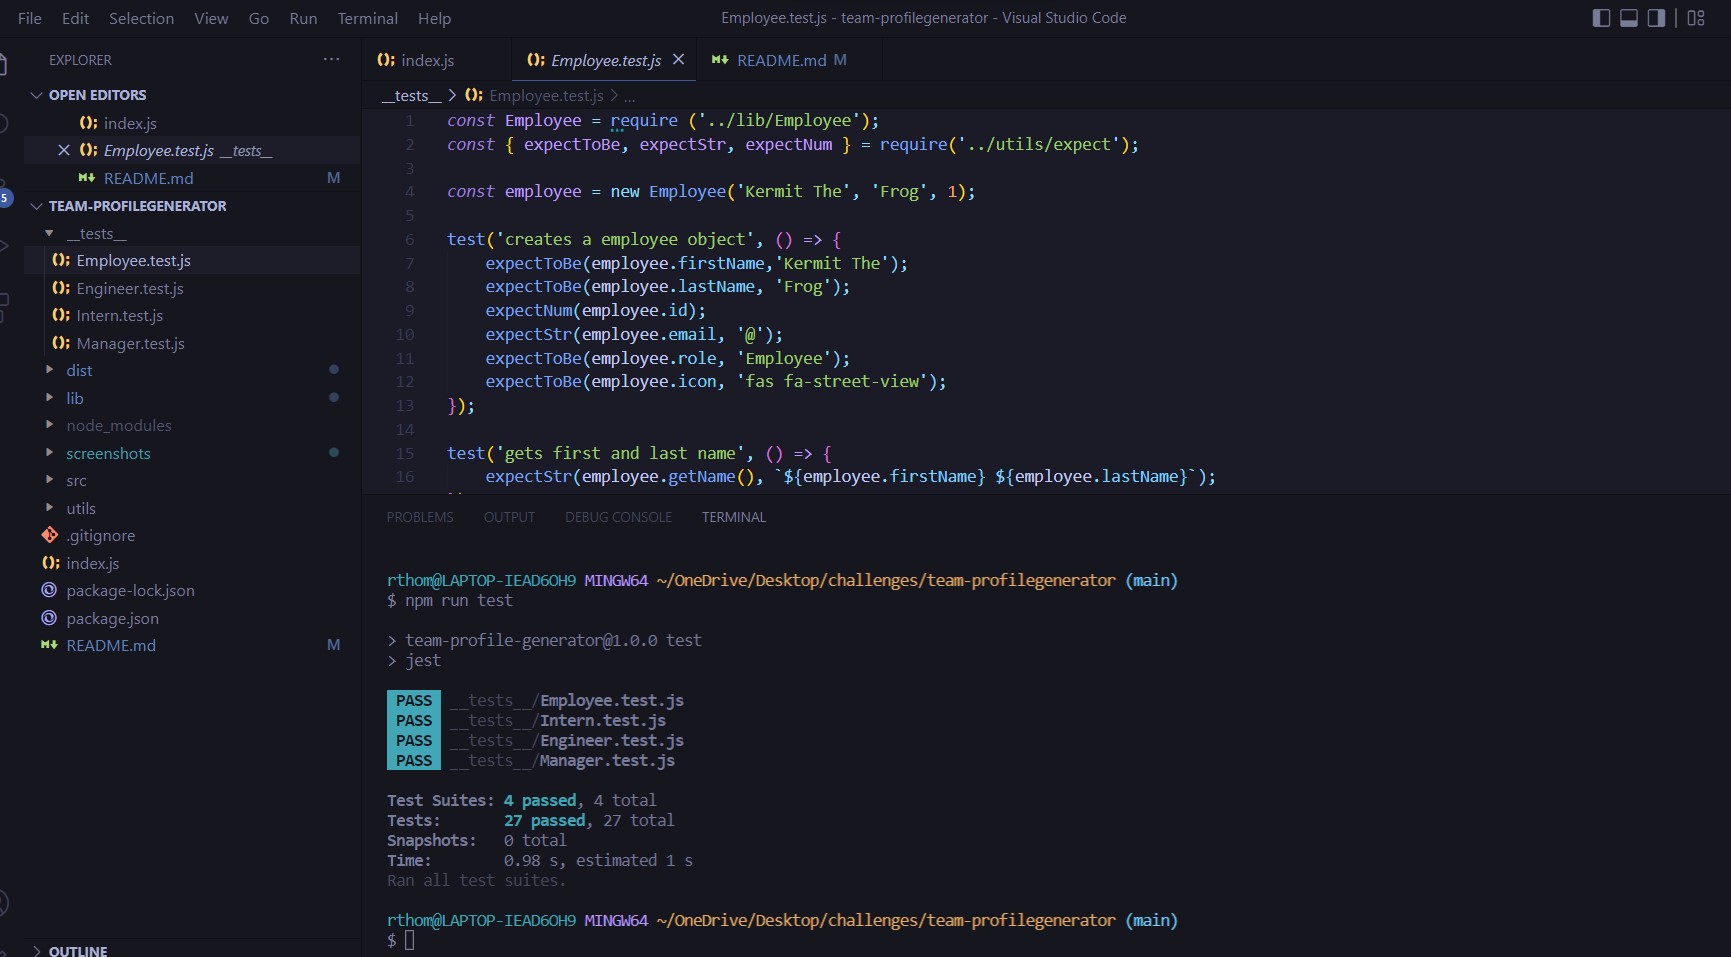 File Edit Selection View Go Run Terminal Help
Employee.test.js - team-profilegenerator - Visual Studio Code
EXPLORER ...
OPEN EDITORS
index.js
Employee.test.js __tests__
README.md M
5
TEAM-PROFILEGENERATOR
__tests__
Employee.test.js
Engineer.test.js
Intern.test.js
Manager.test.js
dist
lib
node_modules
screenshots
src
utils
.gitignore
index.js
package-lock.json
package.json
README.md M
OUTLINE
index.js Employee.test.js README.md M
__tests__ > Employee.test.js > ...
1 const Employee = require ('../lib/Employee');
2 const { expectToBe, expectStr, expectNum } = require('../utils/expect');
3
4 const employee = new Employee('Kermit The', 'Frog', 1);
5
6 test('creates a employee object', () => {
7 expectToBe(employee.firstName,'Kermit The');
8 expectToBe(employee.lastName, 'Frog');
9 expectNum(employee.id);
10 expectStr(employee.email, '@');
11 expectToBe(employee.role, 'Employee');
12 expectToBe(employee.icon, 'fas fa-street-view');
13 });
14
15 test('gets first and last name', () => {
16 expectStr(employee.getName(), `${employee.firstName} ${employee.lastName}`);
PROBLEMS OUTPUT DEBUG CONSOLE TERMINAL
rthom@LAPTOP-IEAD6OH9 MINGW64 ~/OneDrive/Desktop/challenges/team-profilegenerator (main)
$ npm run test
> team-profile-generator@1.0.0 test
> jest
PASS __tests__/Employee.test.js
PASS __tests__/Intern.test.js
PASS __tests__/Engineer.test.js
PASS __tests__/Manager.test.js
Test Suites: 4 passed, 4 total
Tests: 27 passed, 27 total
Snapshots: 0 total
Time: 0.98 s, estimated 1 s
Ran all test suites.
rthom@LAPTOP-IEAD6OH9 MINGW64 ~/OneDrive/Desktop/challenges/team-profilegenerator (main)
$